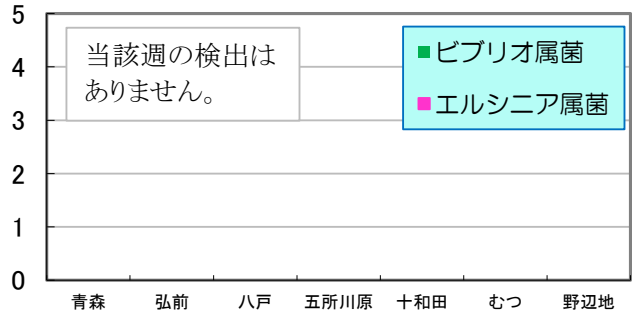 5
4
3
2
1
0
当該週の検出は
ありません。
ビブリオ属菌
エルシニア属菌
青森 弘前 八戸 五所川原 十和田 むつ 野辺地